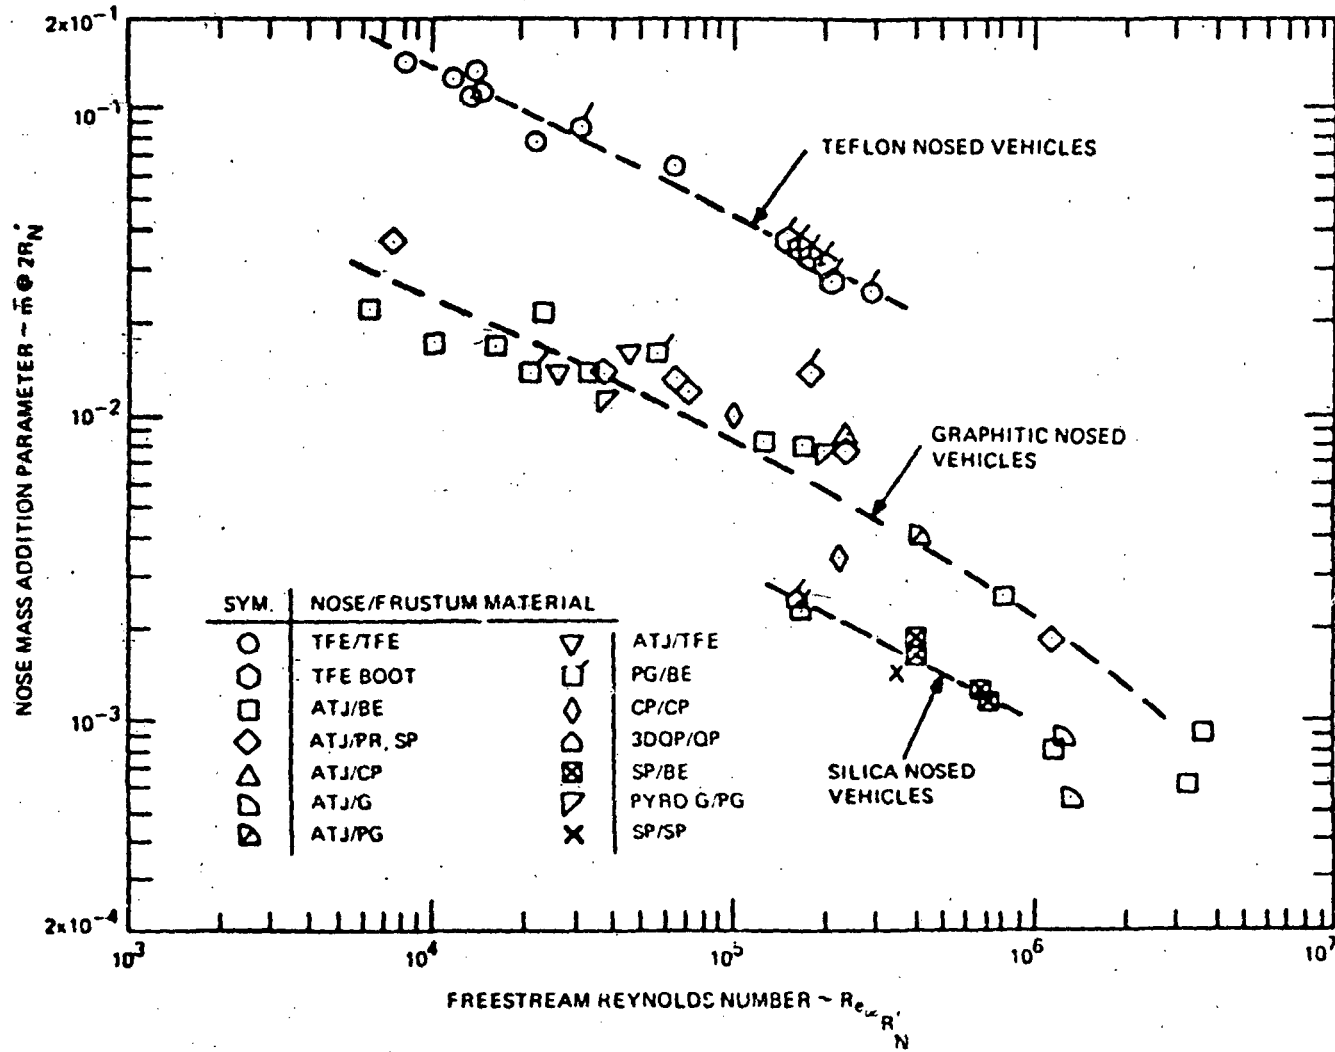 2x10⁻¹
10⁻¹
10⁻²
10⁻³
2x10⁻⁴
10³
10⁴
10⁵
10⁶
10⁷
NOSE MASS ADDITION PARAMETER ~ m̄ @ 2R'N
FREESTREAM REYNOLDS NUMBER ~ Re∞R'N
TEFLON NOSED VEHICLES
GRAPHITIC NOSED
VEHICLES
SILICA NOSED
VEHICLES
SYM. NOSE/FRUSTUM MATERIAL
TFE/TFE ATJ/TFE
TFE BOOT PG/BE
ATJ/BE CP/CP
ATJ/PR, SP 3DQP/QP
ATJ/CP SP/BE
ATJ/G PYRO G/PG
ATJ/PG SP/SP